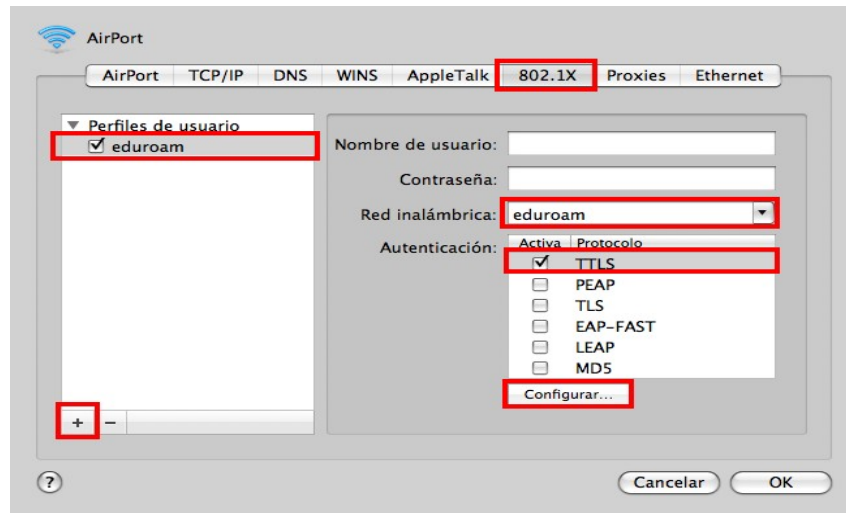 AirPort
AirPort TCP/IP DNS WINS AppleTalk 802.1X Proxies Ethernet
Perfiles de usuario
eduroam
Nombre de usuario:
Contraseña:
Red inalámbrica: eduroam
Autenticación: Activa Protocolo
TTLS
PEAP
TLS
EAP-FAST
LEAP
MD5
Configurar...
+ −
? Cancelar OK